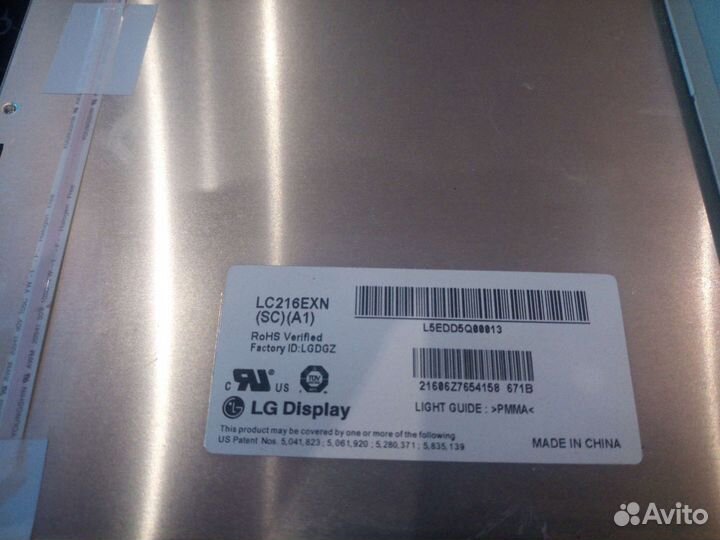 LC216EXN
(SC)(A1)
RoHS Verified
Factory ID:LGDGZ
L5EDD5Q00013
C US TÜV
21606Z7654158 671B
LG Display
LIGHT GUIDE : >PMMA<
This product may be covered by one or more of the following
US Patent Nos. 5,041,823 ; 5,061,920 ; 5,280,371 ; 5,835,139
MADE IN CHINA
Avito